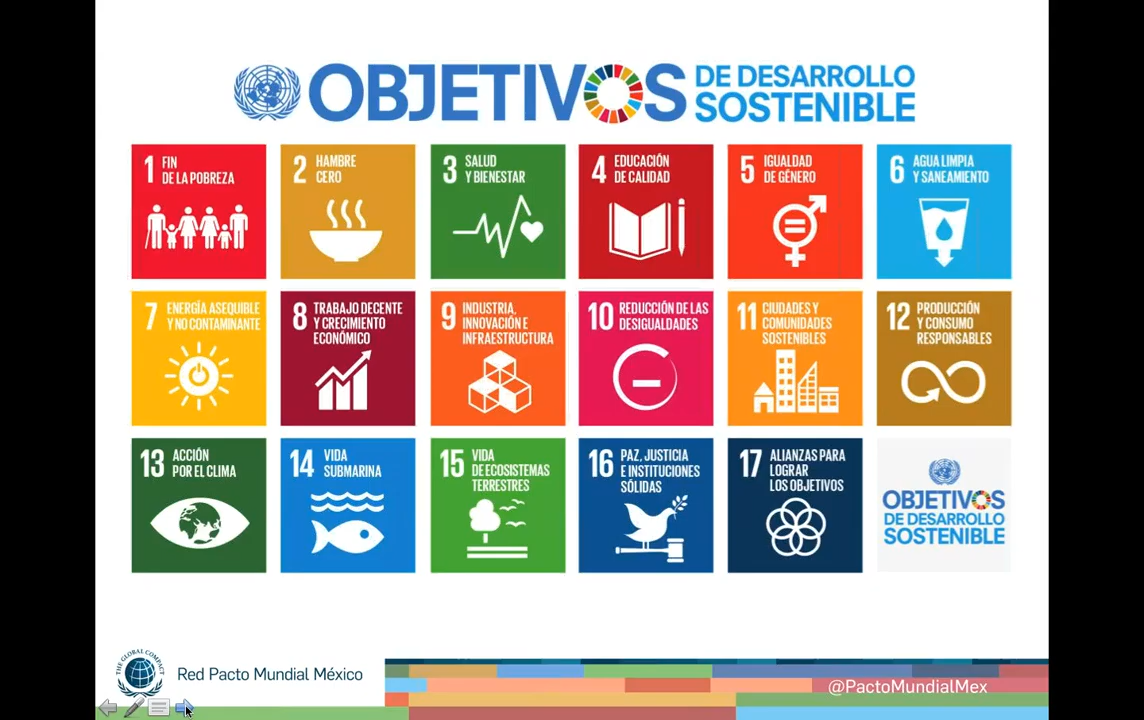 OBJETIVOS DE DESARROLLO
SOSTENIBLE
1 FIN
DE LA POBREZA
2 HAMBRE
CERO
3 SALUD
Y BIENESTAR
4 EDUCACIÓN
DE CALIDAD
5 IGUALDAD
DE GÉNERO
6 AGUA LIMPIA
Y SANEAMIENTO
7 ENERGÍA ASEQUIBLE
Y NO CONTAMINANTE
8 TRABAJO DECENTE
Y CRECIMIENTO
ECONÓMICO
9 INDUSTRIA,
INNOVACIÓN E
INFRAESTRUCTURA
10 REDUCCIÓN DE LAS
DESIGUALDADES
11 CIUDADES Y
COMUNIDADES
SOSTENIBLES
12 PRODUCCIÓN
Y CONSUMO
RESPONSABLES
13 ACCIÓN
POR EL CLIMA
14 VIDA
SUBMARINA
15 VIDA
DE ECOSISTEMAS
TERRESTRES
16 PAZ, JUSTICIA
E INSTITUCIONES
SÓLIDAS
17 ALIANZAS PARA
LOGRAR
LOS OBJETIVOS
OBJETIVOS
DE DESARROLLO
SOSTENIBLE
THE GLOBAL COMPACT
Red Pacto Mundial México
@PactoMundialMex